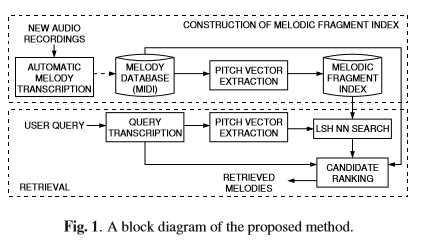 CONSTRUCTION OF MELODIC FRAGMENT INDEX
NEW AUDIO
RECORDINGS
AUTOMATIC
MELODY
TRANSCRIPTION
MELODY
DATABASE
(MIDI)
PITCH VECTOR
EXTRACTION
MELODIC
FRAGMENT
INDEX
USER QUERY
QUERY
TRANSCRIPTION
PITCH VECTOR
EXTRACTION
LSH NN SEARCH
CANDIDATE
RANKING
RETRIEVED
MELODIES
RETRIEVAL
Fig. 1. A block diagram of the proposed method.